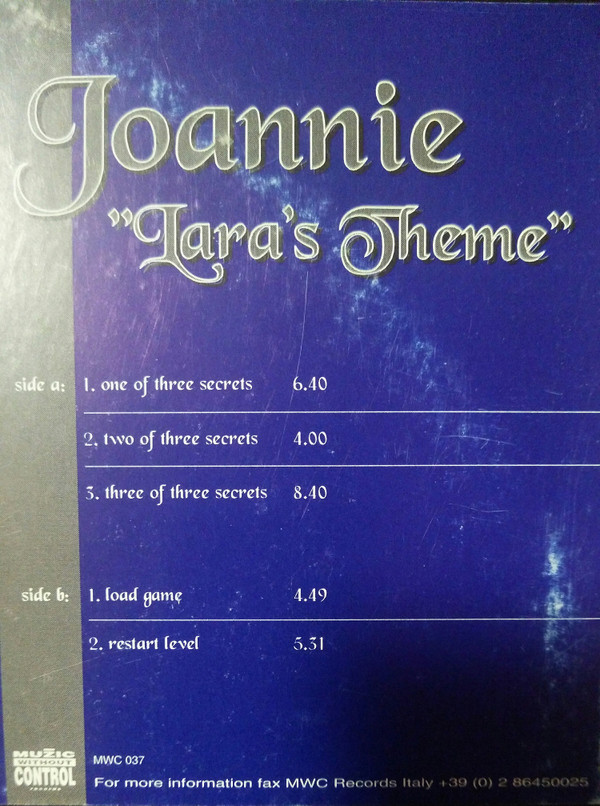 Joannie
"Lara's Theme"
side a: 1. one of three secrets 6.40
2. two of three secrets 4.00
3. three of three secrets 8.40
side b: 1. load game 4.49
2. restart level 5.31
MUZIC
WITHOUT
CONTROL
RECORDS
MWC 037
For more information fax MWC Records Italy +39 (0) 2 86450025